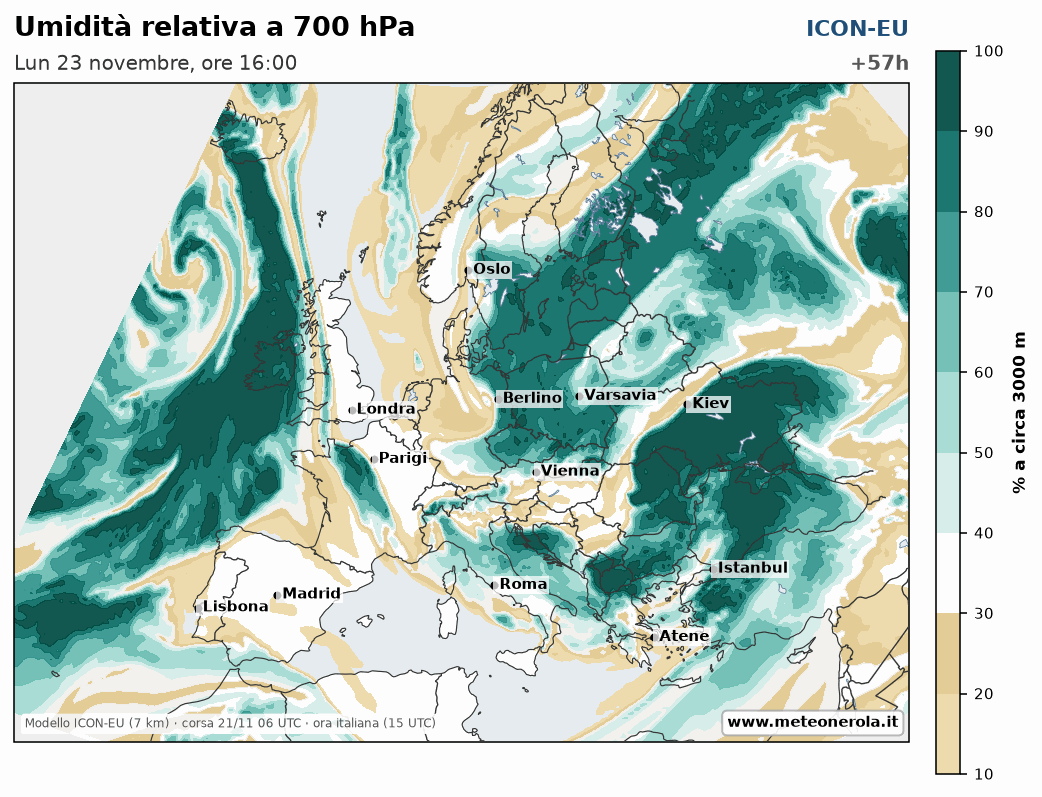 Umidità relativa a 700 hPa
ICON-EU
Lun 23 novembre, ore 16:00
+57h
100
90
80
70
60
50
40
30
20
10
% a circa 3000 m
Oslo
Berlino
Varsavia
Kiev
Londra
Parigi
Vienna
Istanbul
Roma
Madrid
Lisbona
Atene
Modello ICON-EU (7 km) · corsa 21/11 06 UTC · ora italiana (15 UTC)
www.meteonerola.it